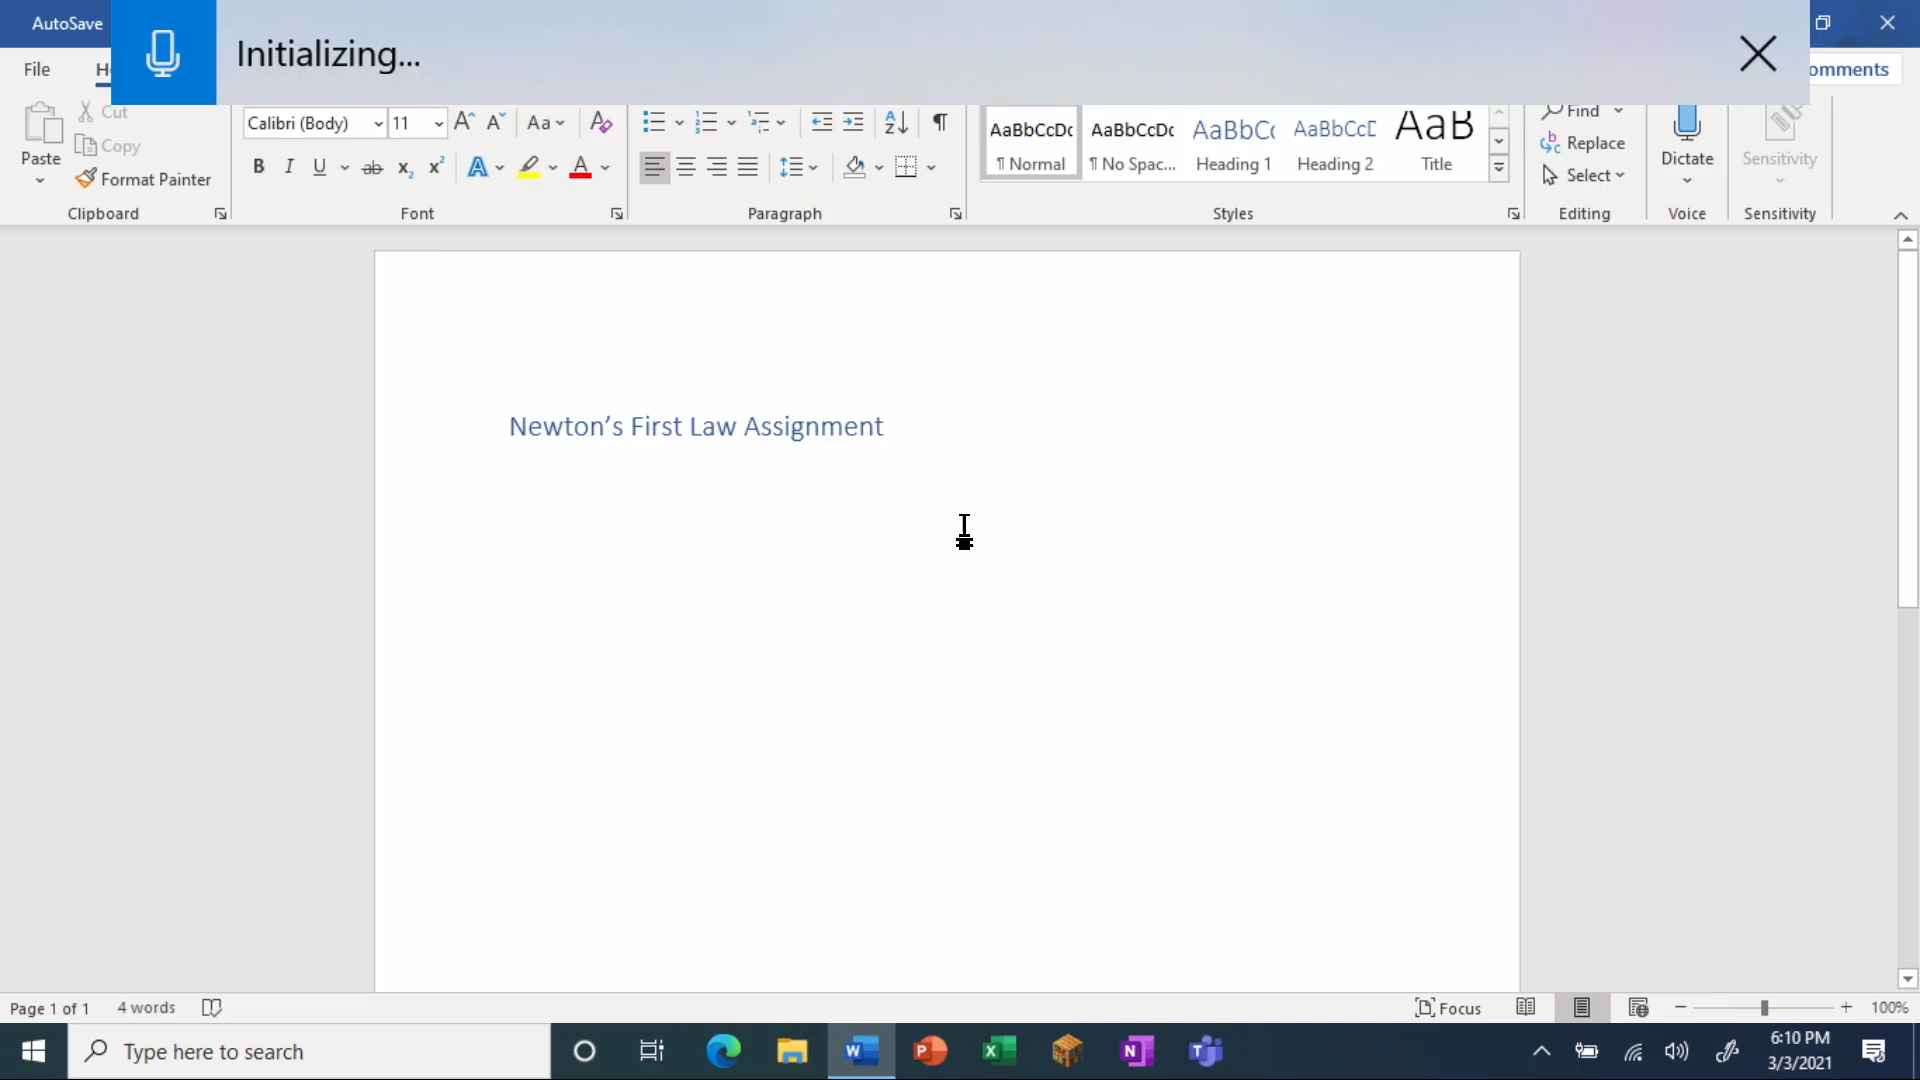 AutoSave
Initializing...
File
omments
Cut
Copy
Paste
Format Painter
Clipboard
Calibri (Body)
11
Aa
Font
Paragraph
AaBbCcDc
¶ Normal
AaBbCcDc
¶ No Spac...
Heading 1
Heading 2
AaB
Title
Styles
Find
Replace
Select
Editing
Dictate
Voice
Sensitivity
Sensitivity
Newton’s First Law Assignment
Page 1 of 1
4 words
Focus
100%
Type here to search
6:10 PM
3/3/2021